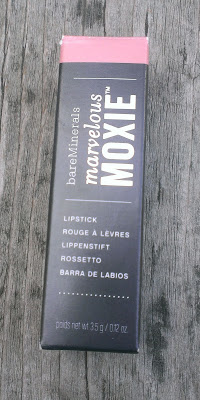 bareMinerals
marvelous
MOXIE™
LIPSTICK
ROUGE À LÈVRES
LIPPENSTIFT
ROSSETTO
BARRA DE LABIOS
poids net wt 3.5 g / 0.12 oz.